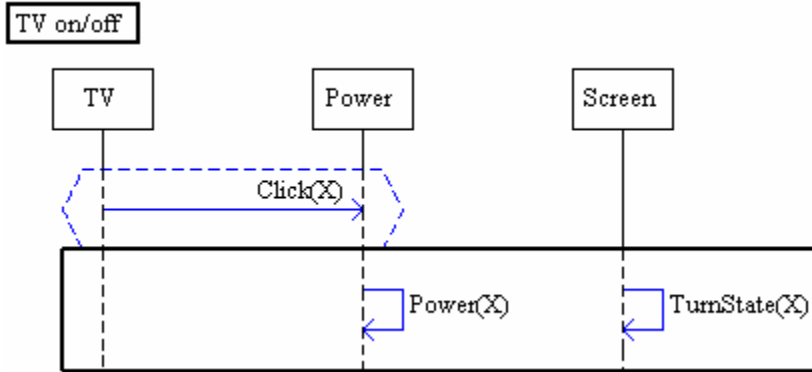 TV on/off
TV
Power
Screen
Click(X)
Power(X)
TurnState(X)